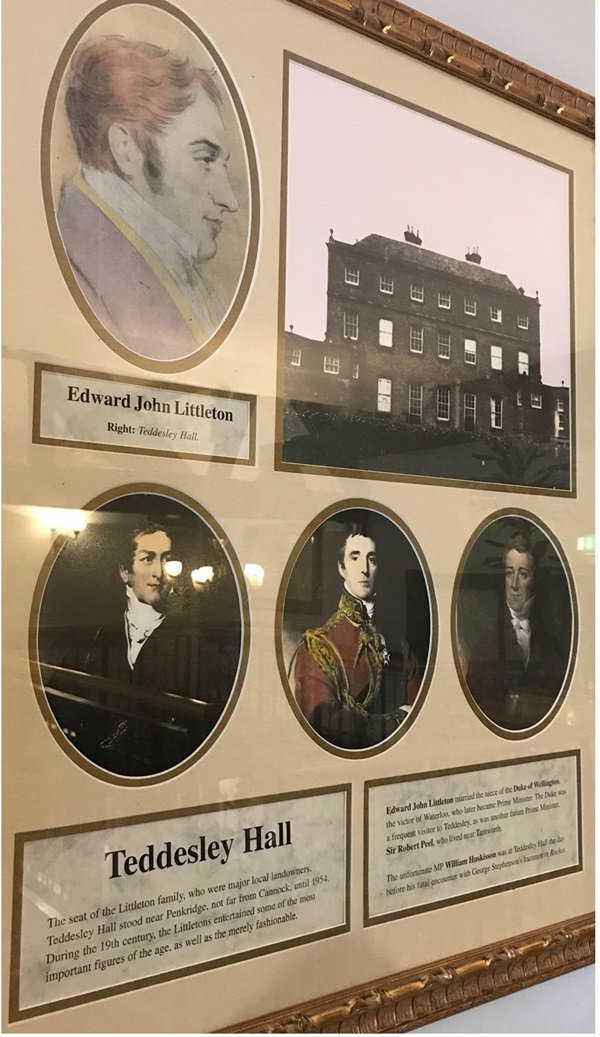 Edward John Littleton
Right: Teddesley Hall.
Teddesley Hall
The seat of the Littleton family, who were major local landowners,
Teddesley Hall stood near Penkridge, not far from Cannock, until 1954.
During the 19th century, the Littletons entertained some of the most
important figures of the age, as well as the merely fashionable.
Edward John Littleton married the niece of the Duke of Wellington,
the victor of Waterloo, who later became Prime Minister. The Duke was
a frequent visitor to Teddesley, as was another future Prime Minister,
Sir Robert Peel, who lived near Tamworth.
The unfortunate MP William Huskisson was at Teddesley Hall the day
before his fatal encounter with George Stephenson's locomotive Rocket.